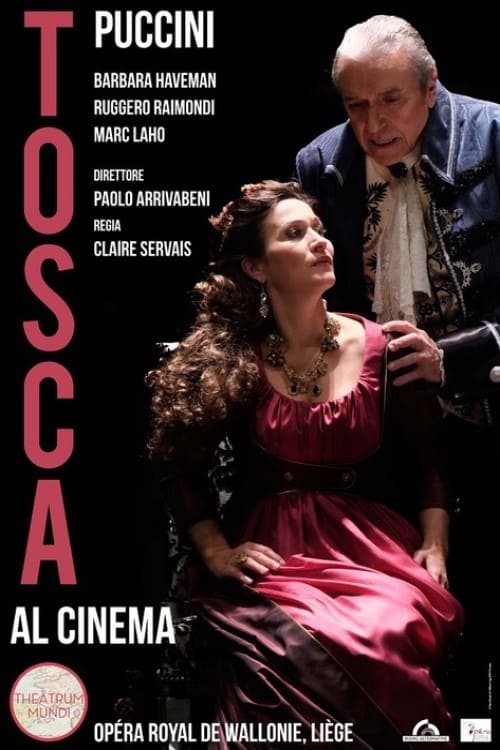 TOSCA
PUCCINI
BARBARA HAVEMAN
RUGGERO RAIMONDI
MARC LAHO
DIRETTORE
PAOLO ARRIVABENI
REGIA
CLAIRE SERVAIS
AL CINEMA
THEATRUM
MUNDI
OPÉRA ROYAL DE WALLONIE, LIÈGE